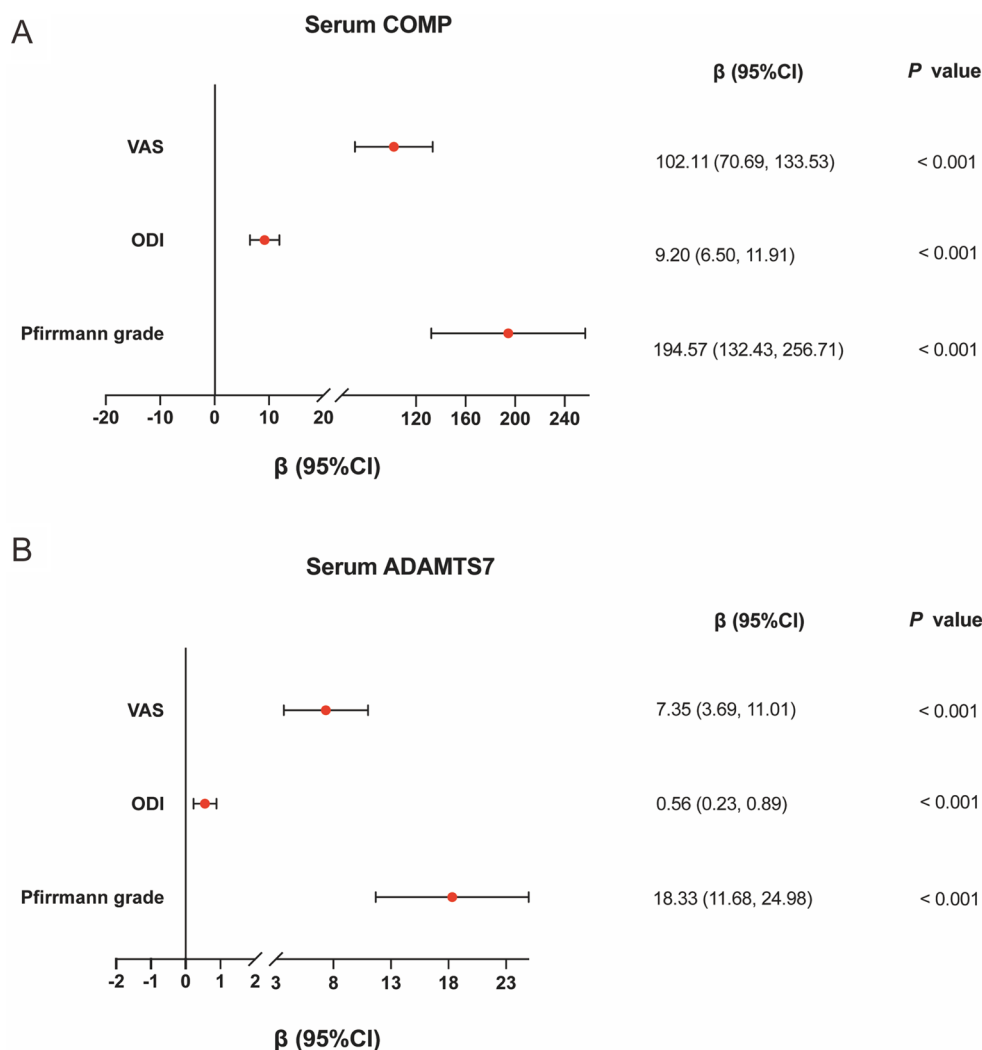 A
Serum COMP
β (95%CI) P value
VAS 102.11 (70.69, 133.53) < 0.001
ODI 9.20 (6.50, 11.91) < 0.001
Pfirrmann grade 194.57 (132.43, 256.71) < 0.001
-20 -10 0 10 20 120 160 200 240
β (95%CI)
B
Serum ADAMTS7
β (95%CI) P value
VAS 7.35 (3.69, 11.01) < 0.001
ODI 0.56 (0.23, 0.89) < 0.001
Pfirrmann grade 18.33 (11.68, 24.98) < 0.001
-2 -1 0 1 2 3 8 13 18 23
β (95%CI)